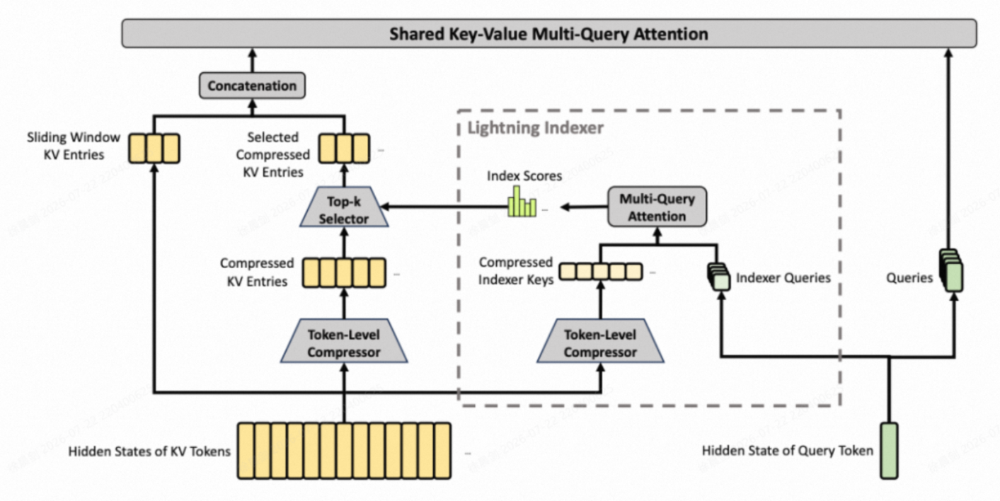 Shared Key-Value Multi-Query Attention
Concatenation
Sliding Window
KV Entries
Selected
Compressed
KV Entries
...
Lightning Indexer
Index Scores
...
Top-k
Selector
Multi-Query
Attention
Compressed
KV Entries
...
Compressed
Indexer Keys
...
Indexer Queries
Queries
Token-Level
Compressor
Token-Level
Compressor
Hidden States of KV Tokens
...
Hidden State of Query Token